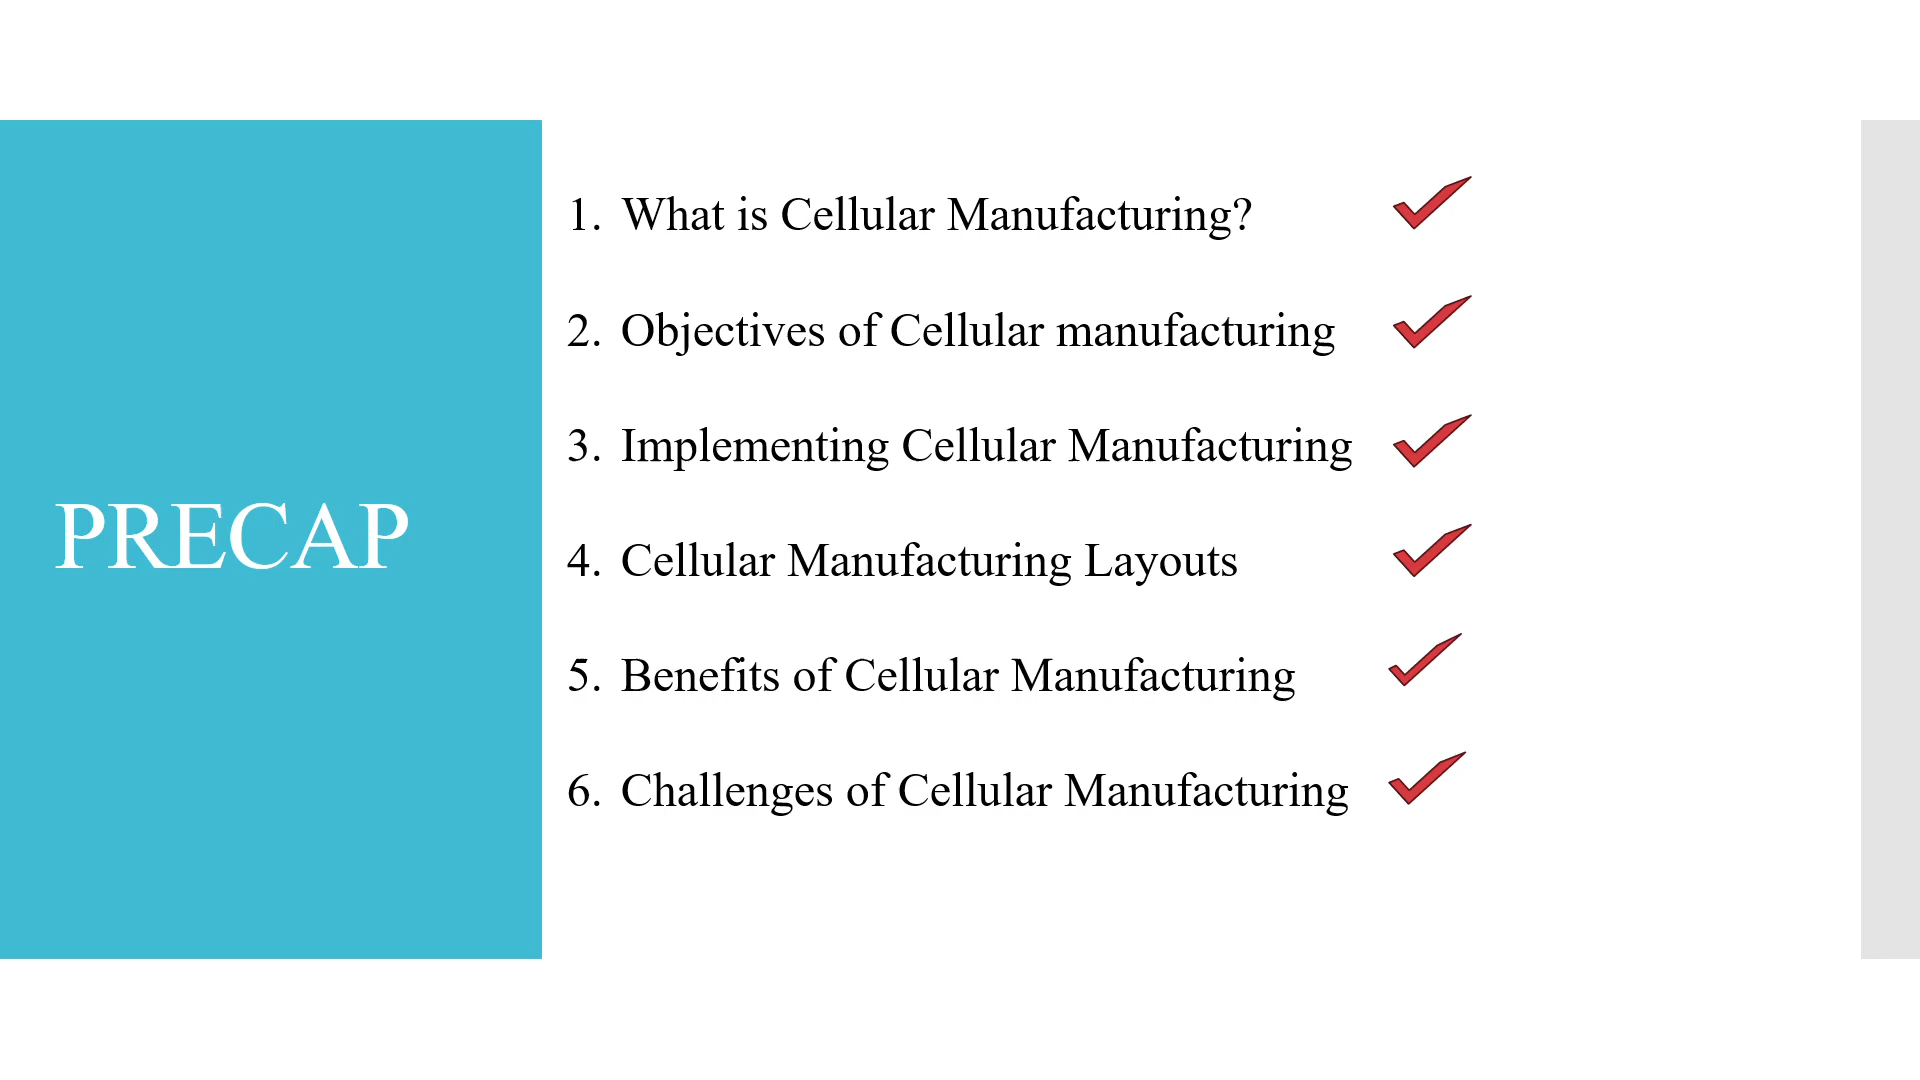 PRECAP
1. What is Cellular Manufacturing?
2. Objectives of Cellular manufacturing
3. Implementing Cellular Manufacturing
4. Cellular Manufacturing Layouts
5. Benefits of Cellular Manufacturing
6. Challenges of Cellular Manufacturing